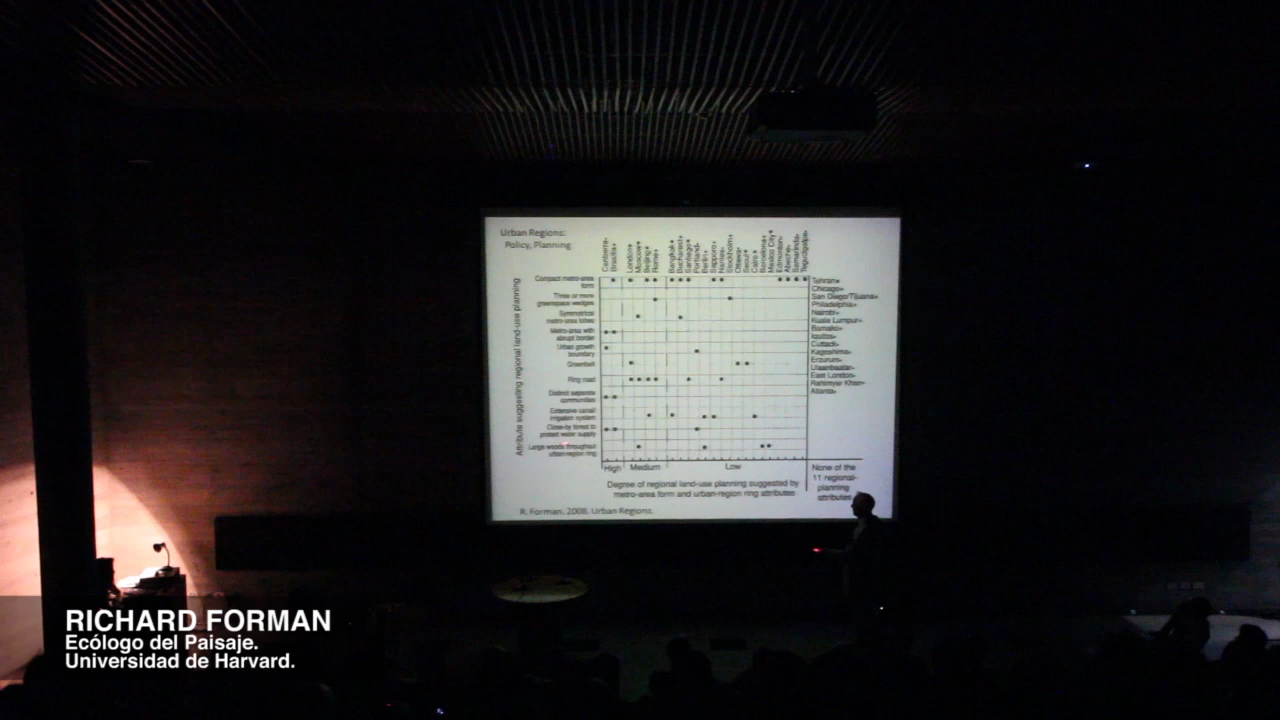 Urban Regions:
Policy, Planning
Canberra
Brasilia
London
Moscow
Beijing
Rome
Bangkok
Bucharest
Santiago
Portland
Berlin
Sapporo
Nantes
Stockholm
Ottawa
Seoul
Cairo
Barcelona
Mexico City
Edmonton
Abeche
Samarinda
Tegucigalpa
Attribute suggesting regional land-use planning
Compact metro-area
form
Three or more
greenspace wedges
Symmetrical
metro-area lobes
Metro-area with
abrupt border
Urban growth
boundary
Greenbelt
Ring road
Distinct separate
communities
Extensive canal/
irrigation system
Close-by forest to
protect water supply
Large woods throughout
urban-region ring
Tehran
Chicago
San Diego/Tijuana
Philadelphia
Nairobi
Kuala Lumpur
Bamako
Iquitos
Cuttack
Kagoshima
Erzurum
Ulaanbaatar
East London
Rahimyar Khan
Atlanta
High
Medium
Low
Degree of regional land-use planning suggested by
metro-area form and urban-region ring attributes
None of the
11 regional-
planning
attributes
R. Forman. 2008. Urban Regions.
RICHARD FORMAN
Ecólogo del Paisaje.
Universidad de Harvard.